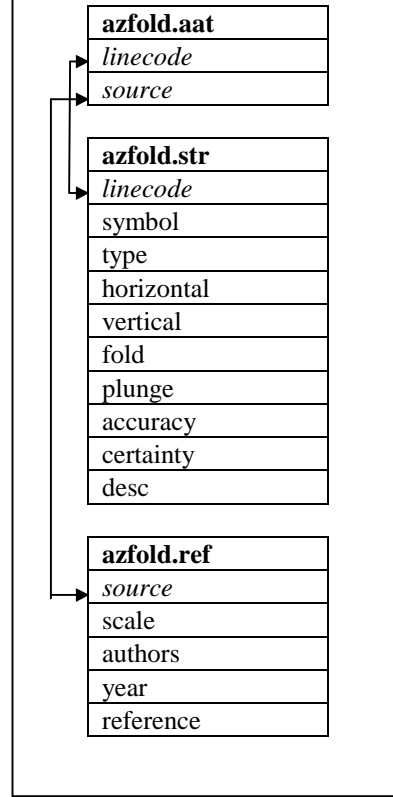 azfold.aat
linecode
source
azfold.str
linecode
symbol
type
horizontal
vertical
fold
plunge
accuracy
certainty
desc
azfold.ref
source
scale
authors
year
reference